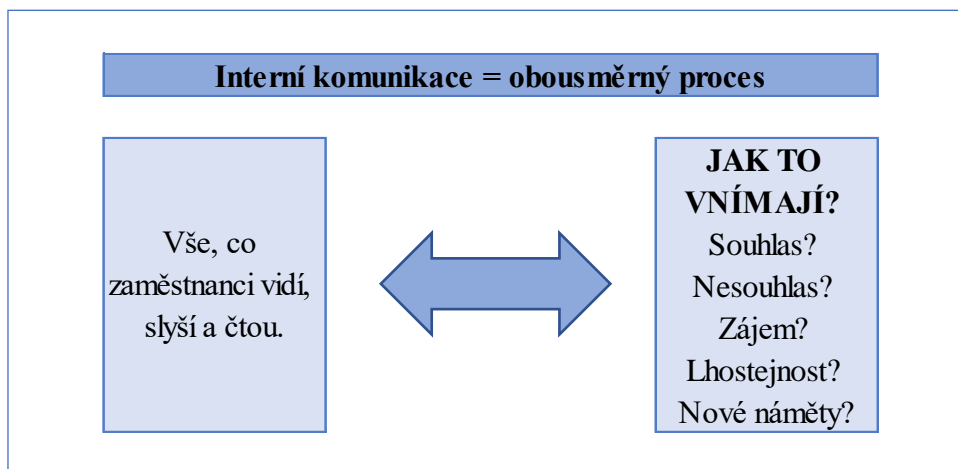 Interní komunikace = obousměrný proces
Vše, co
zaměstnanci vidí,
slyší a čtou.
JAK TO
VNÍMAJÍ?
Souhlas?
Nesouhlas?
Zájem?
Lhostejnost?
Nové náměty?